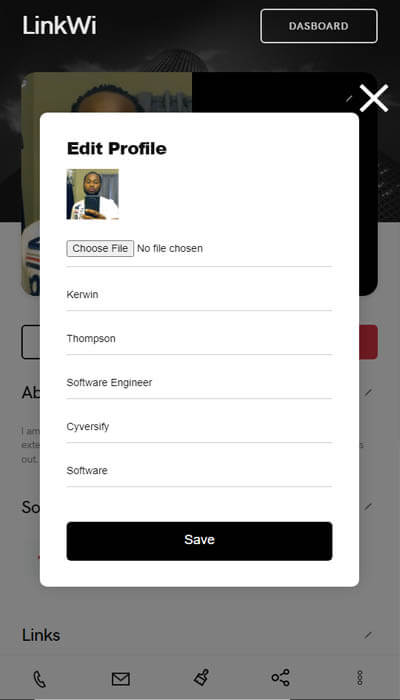 LinkWi
DASBOARD
Edit Profile
Choose File No file chosen
Kerwin
Thompson
Software Engineer
Cyversify
Software
Save
Ab
I am
exte
s
out.
So
Links